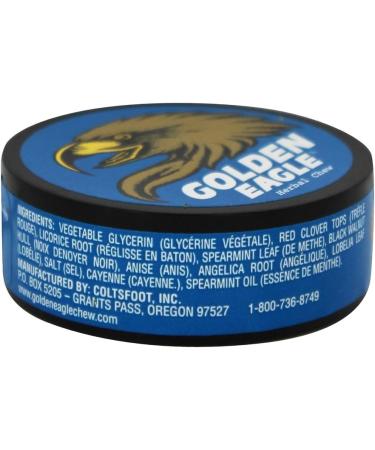 GOLDEN
EAGLE
Herbal Chew
INGREDIENTS: VEGETABLE GLYCERIN (GLYCÉRINE VÉGÉTALE), RED CLOVER TOPS (TRÈFLE
ROUGE), LICORICE ROOT (RÉGLISSE EN BATON), SPEARMINT LEAF (DE METHE), BLACK WALNUT
HULL (NOIX DENOYER NOIR), ANISE (ANIS), ANGELICA ROOT (ANGÉLIQUE), LOBELIA LEAF
(LOBÉLIE), SALT (SEL), CAYENNE (CAYENNE.), SPEARMINT OIL (ESSENCE DE MENTHE).
MANUFACTURED BY: COLTSFOOT, INC.
P.O. BOX 5205 – GRANTS PASS, OREGON 97527 1-800-736-8749
www.goldeneaglechew.com